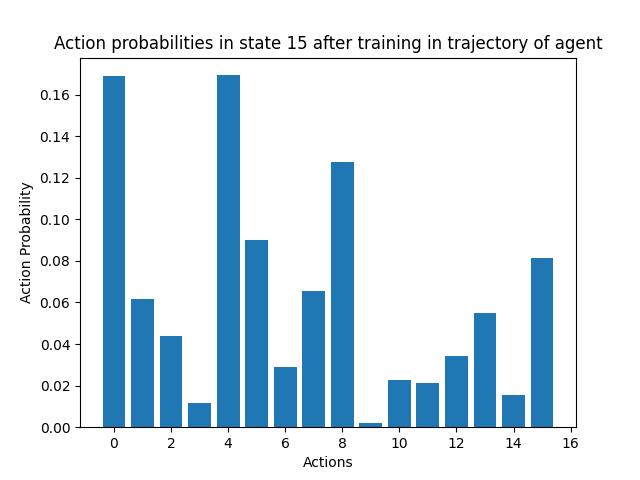 Action probabilities in state 15 after training in trajectory of agent
0.16
0.14
0.12
0.10
0.08
0.06
0.04
0.02
0.00
Action Probability
0 2 4 6 8 10 12 14 16
Actions